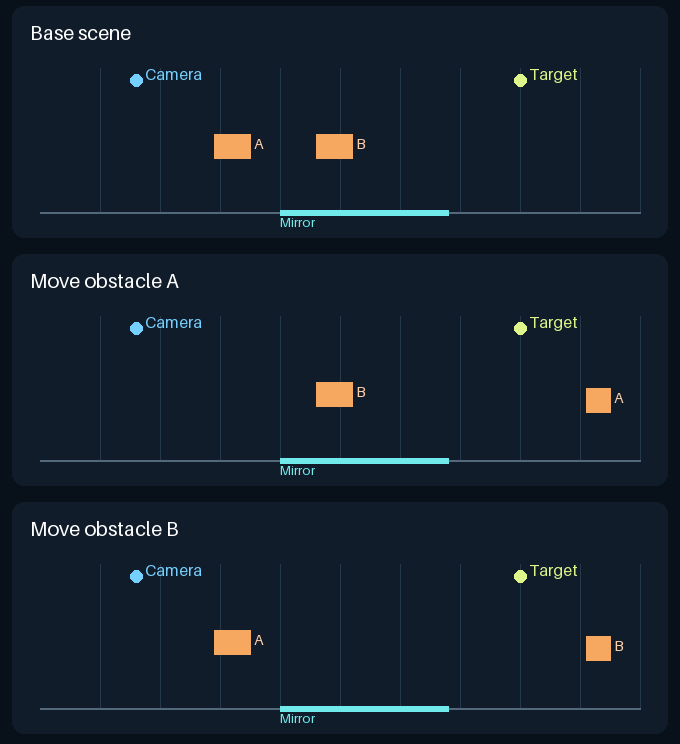 Base scene
Camera
Target
A
B
Mirror
Move obstacle A
Camera
Target
B
A
Mirror
Move obstacle B
Camera
Target
A
B
Mirror